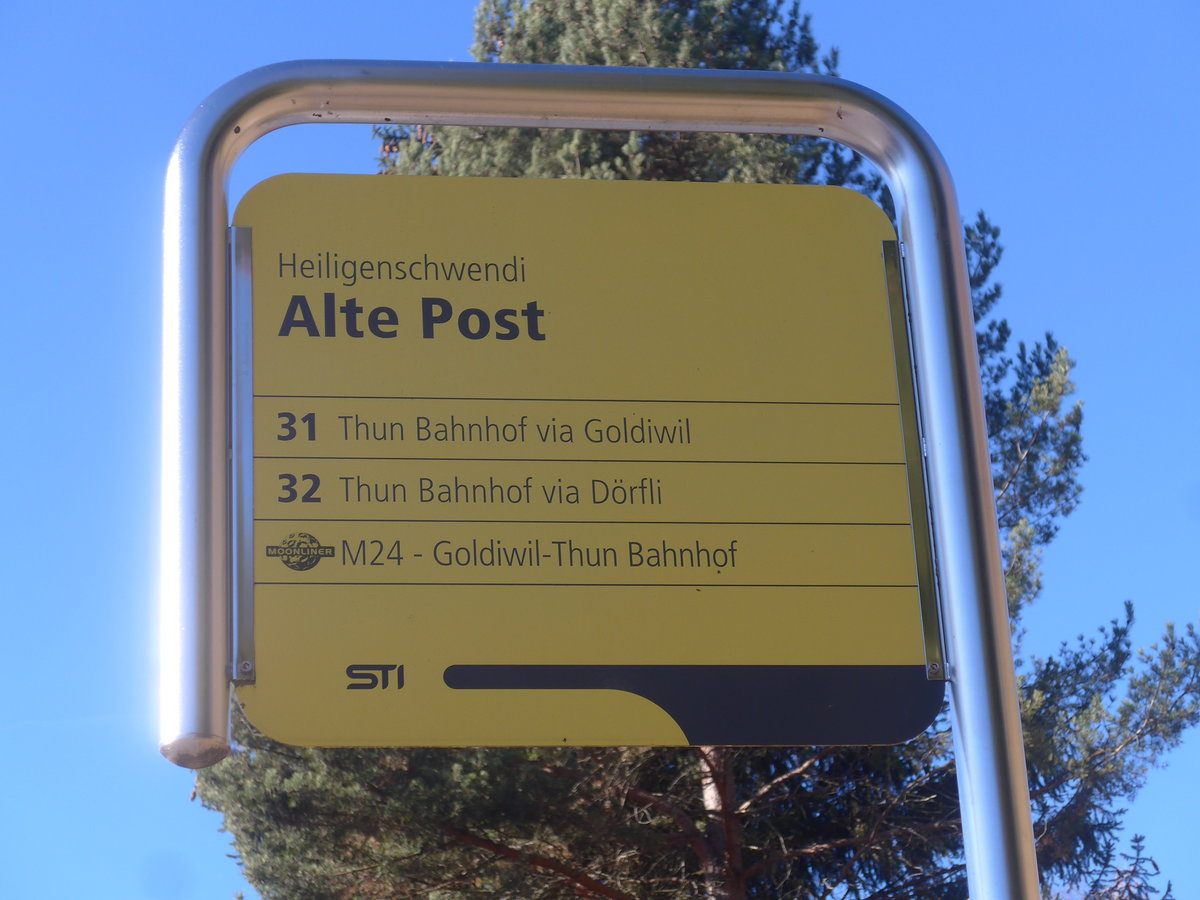 Heiligenschwendi
Alte Post
31 Thun Bahnhof via Goldiwil
32 Thun Bahnhof via Dörfli
MOONLINER M24 - Goldiwil-Thun Bahnhof
STI